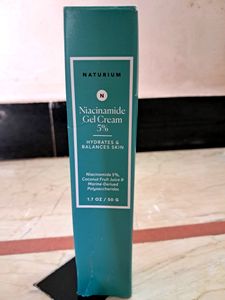 NATURIUM
N
Niacinamide
Gel Cream
5%
HYDRATES &
BALANCES SKIN
Niacinamide 5%,
Coconut Fruit Juice &
Marine-Derived
Polysaccharides
1.7 OZ / 50 G